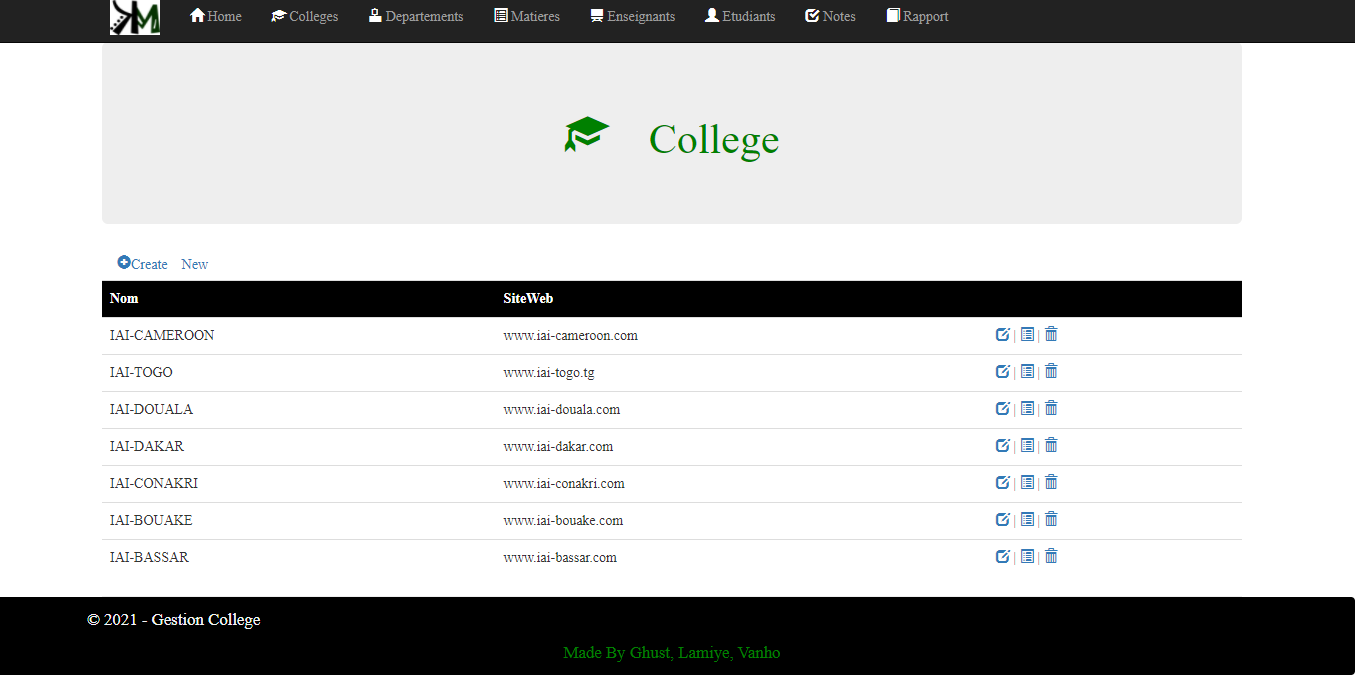 KM Home Colleges Departements Matieres Enseignants Etudiants Notes Rapport
College
Create New
Nom SiteWeb
IAI-CAMEROON www.iai-cameroon.com | |
IAI-TOGO www.iai-togo.tg | |
IAI-DOUALA www.iai-douala.com | |
IAI-DAKAR www.iai-dakar.com | |
IAI-CONAKRI www.iai-conakri.com | |
IAI-BOUAKE www.iai-bouake.com | |
IAI-BASSAR www.iai-bassar.com | |
© 2021 - Gestion College
Made By Ghust, Lamiye, Vanho